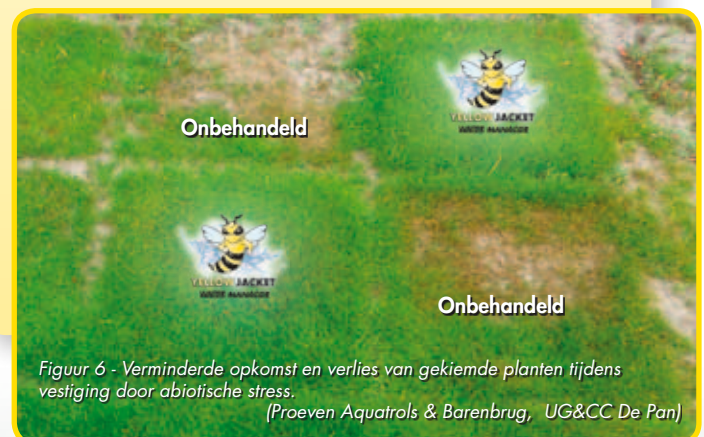 Onbehandeld
YELLOW JACKET
WATER MANAGER
YELLOW JACKET
WATER MANAGER
Onbehandeld
Figuur 6 - Verminderde opkomst en verlies van gekiemde planten tijdens
vestiging door abiotische stress.
(Proeven Aquatrols & Barenbrug, UG&CC De Pan)